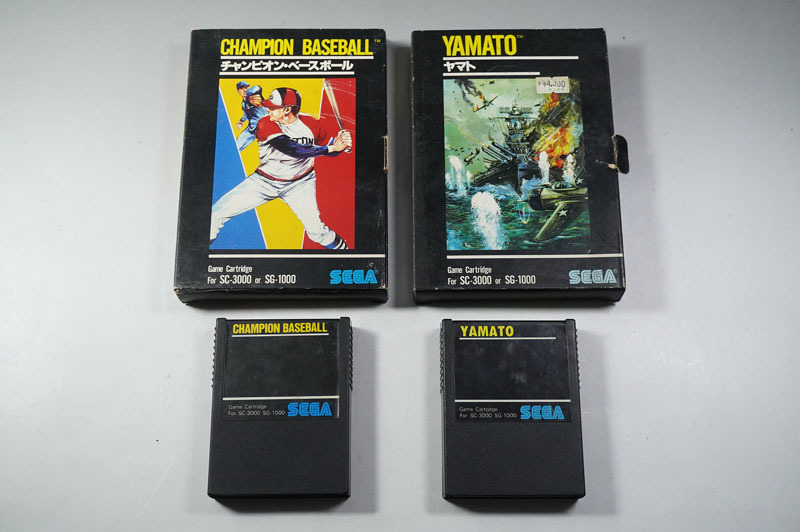 CHAMPION BASEBALL™
チャンピオン・ベースボール
Game Cartridge
For SC-3000 or SG-1000
SEGA
YAMATO™
ヤマト
¥4,300
Game Cartridge
For SC-3000 or SG-1000
SEGA
CHAMPION BASEBALL
Game Cartridge
For SC-3000 SG-1000
SEGA
YAMATO
Game Cartridge
For SC-3000 SG-1000
SEGA